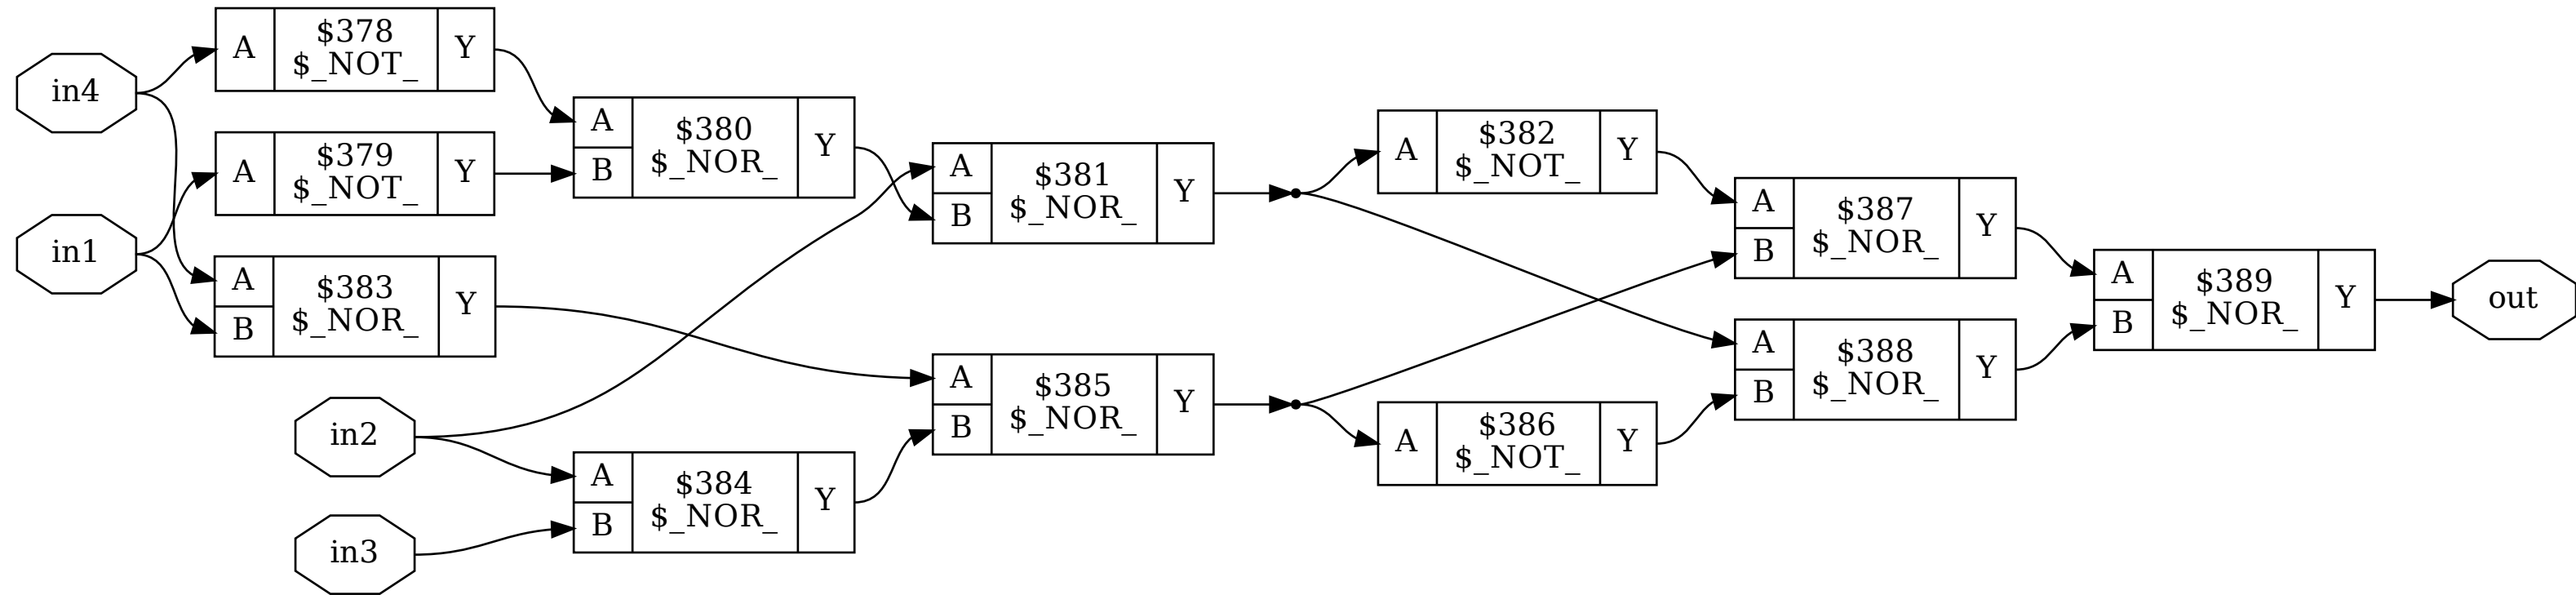 in4
in1
in2
in3
A
$378
$_NOT_
Y
A
$379
$_NOT_
Y
A
B
$383
$_NOR_
Y
A
B
$380
$_NOR_
Y
A
B
$384
$_NOR_
Y
A
B
$381
$_NOR_
Y
A
B
$385
$_NOR_
Y
A
$382
$_NOT_
Y
A
$386
$_NOT_
Y
A
B
$387
$_NOR_
Y
A
B
$388
$_NOR_
Y
A
B
$389
$_NOR_
Y
out